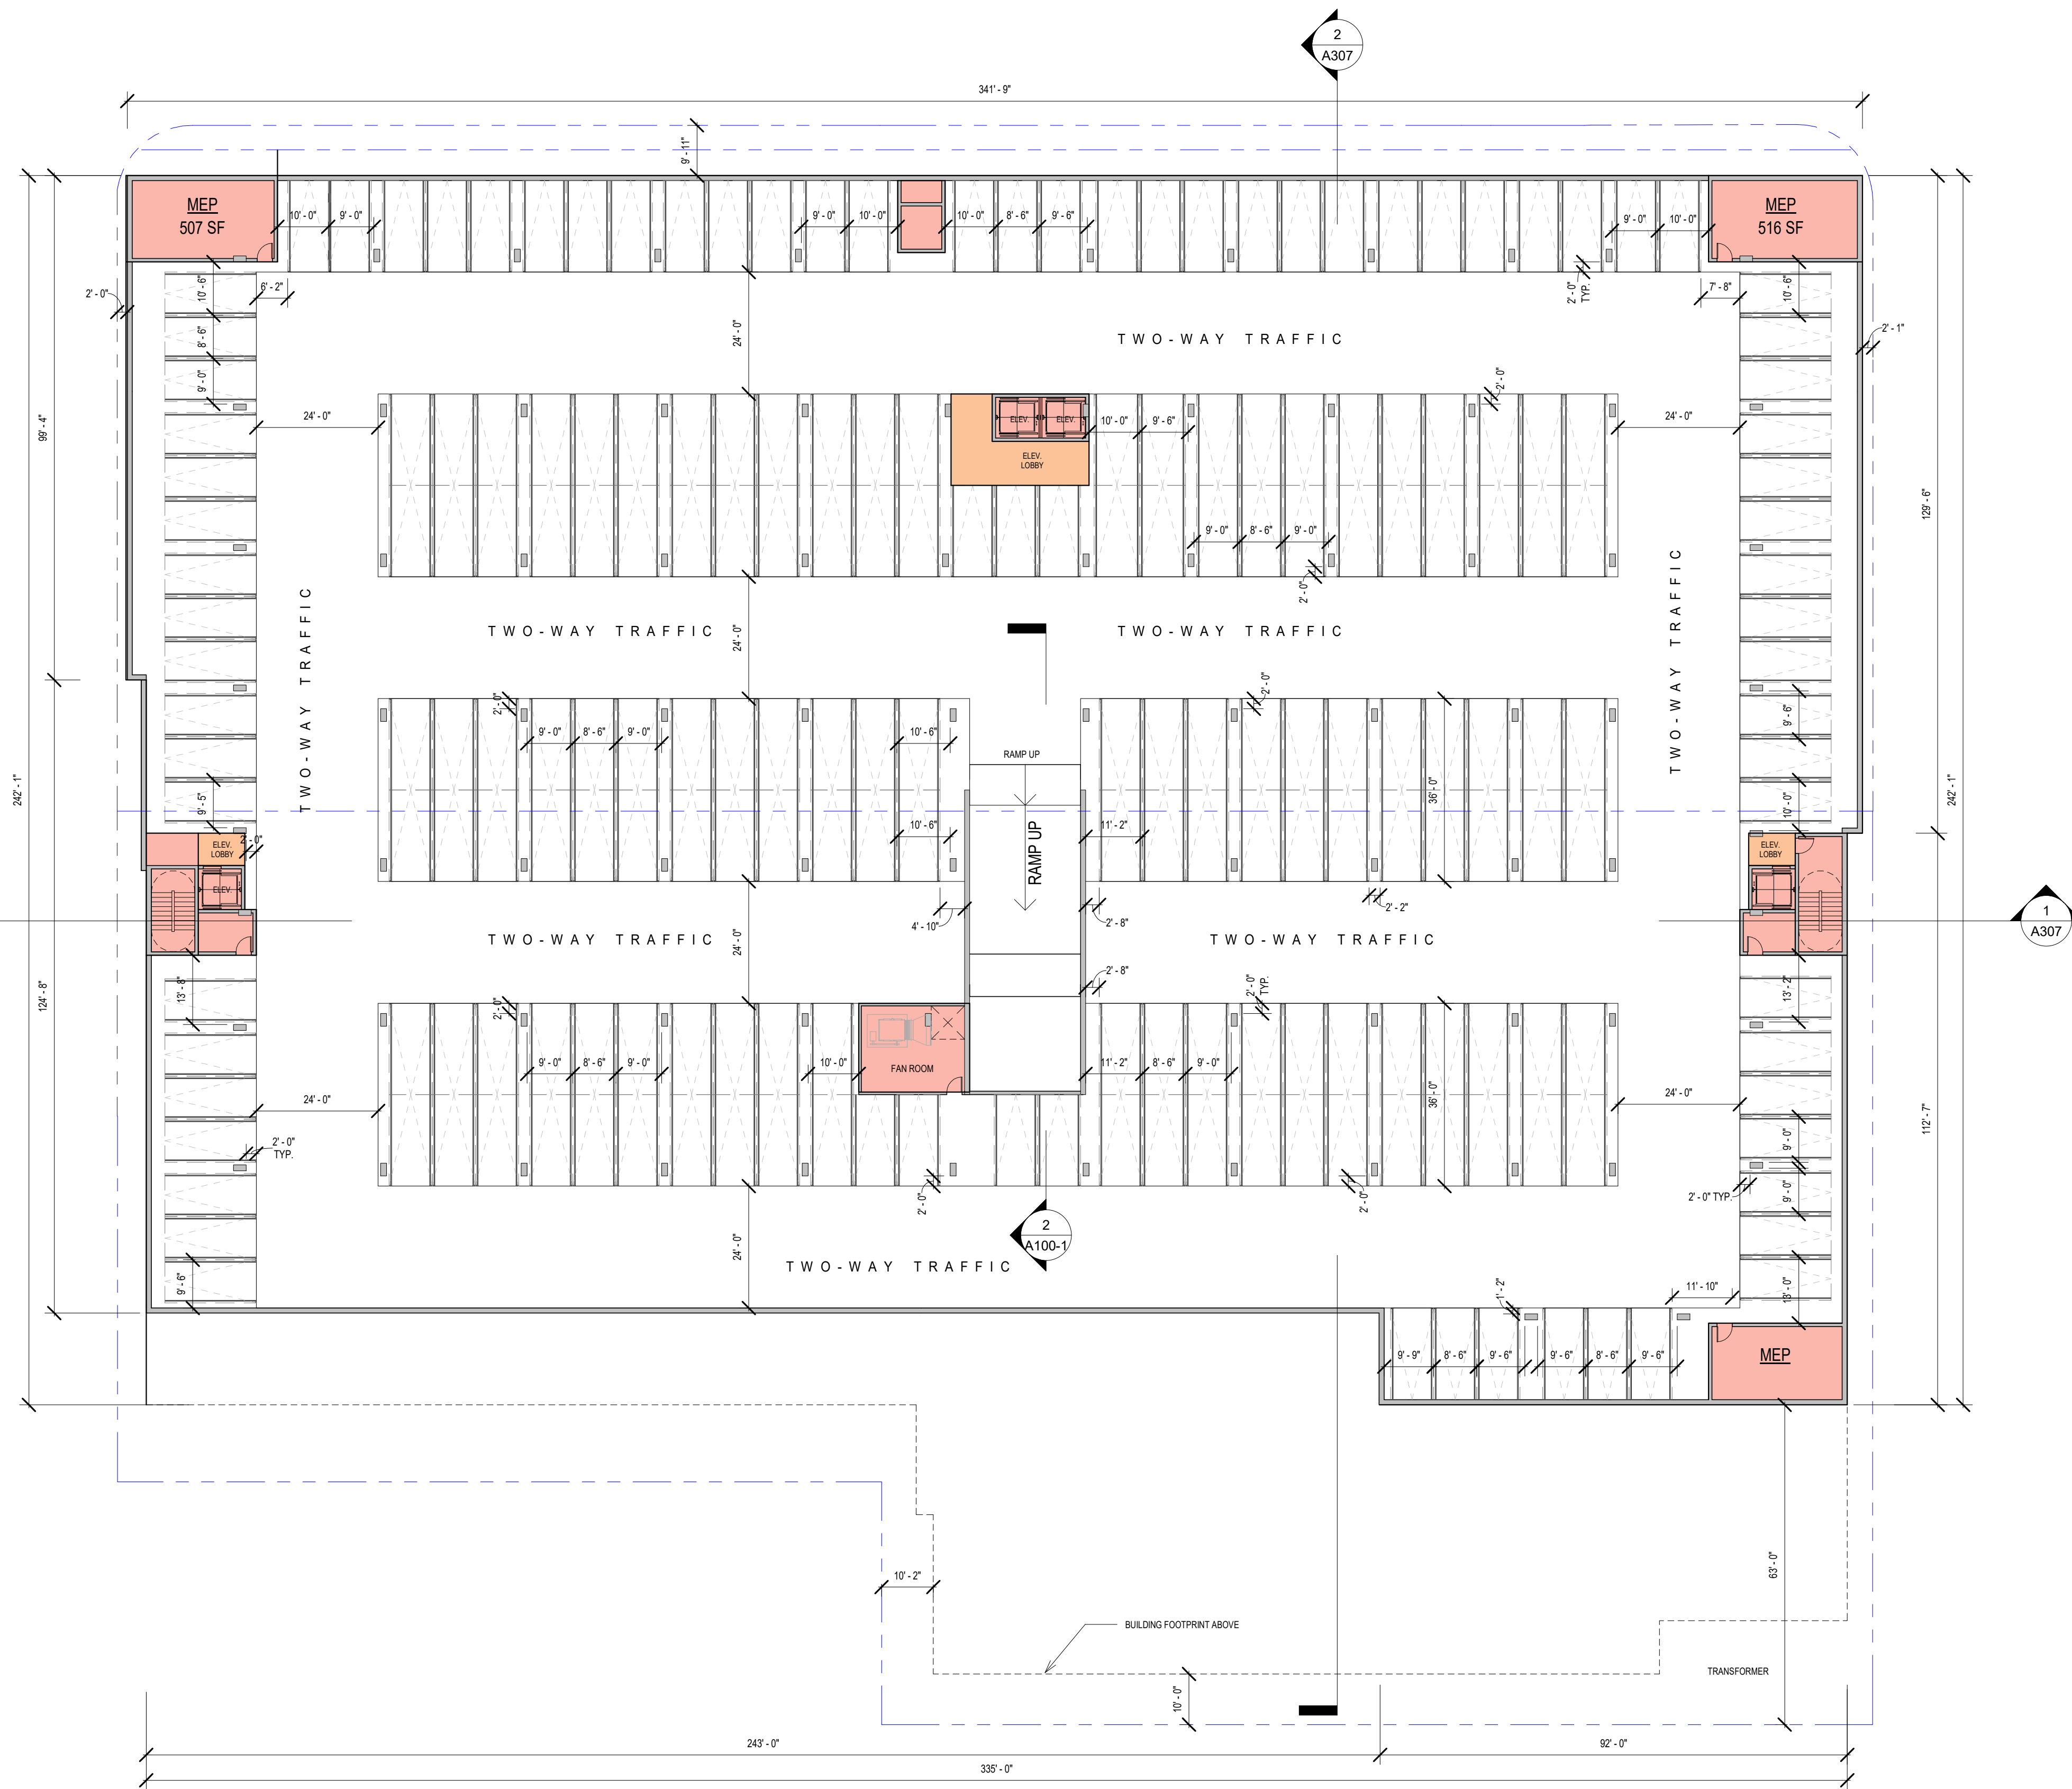 2
A307
341' - 9"
9' - 11"
MEP
507 SF
10' - 0"
9' - 0"
9' - 0"
10' - 0"
10' - 0"
8' - 6"
9' - 6"
9' - 0"
10' - 0"
MEP
516 SF
2' - 0"
10' - 6"
6' - 2"
2' - 0"
TYP.
7' - 8"
10' - 6"
8' - 6"
24' - 0"
TWO-WAY TRAFFIC
2' - 1"
9' - 0"
99' - 4"
24' - 0"
2' - 0"
24' - 0"
ELEV.
ELEV.
10' - 0"
9' - 6"
ELEV.
LOBBY
129' - 6"
9' - 0"
8' - 6"
9' - 0"
2' - 0"
TWO-WAY TRAFFIC
TWO-WAY TRAFFIC
24' - 0"
TWO-WAY TRAFFIC
TWO-WAY TRAFFIC
2' - 0"
2' - 0"
9' - 0"
8' - 6"
9' - 0"
10' - 6"
9' - 6"
RAMP UP
242' - 1"
9' - 5"
36' - 0"
10' - 0"
242' - 1"
10' - 6"
RAMP UP
11' - 2"
2' - 0"
ELEV.
LOBBY
ELEV.
LOBBY
ELEV.
2' - 2"
4' - 10"
2' - 8"
1
A307
TWO-WAY TRAFFIC
24' - 0"
TWO-WAY TRAFFIC
124' - 8"
13' - 8"
2' - 8"
2' - 0"
TYP.
13' - 2"
2' - 0"
9' - 0"
8' - 6"
9' - 0"
10' - 0"
FAN ROOM
11' - 2"
8' - 6"
9' - 0"
24' - 0"
36' - 0"
24' - 0"
112' - 7"
2' - 0"
TYP.
9' - 0"
2' - 0"
2' - 0"
2' - 0" TYP.
9' - 0"
2
A100-1
24' - 0"
TWO-WAY TRAFFIC
9' - 6"
1' - 2"
11' - 10"
13' - 0"
9' - 9"
8' - 6"
9' - 6"
9' - 6"
8' - 6"
9' - 6"
MEP
10' - 2"
63' - 0"
BUILDING FOOTPRINT ABOVE
TRANSFORMER
10' - 0"
243' - 0"
92' - 0"
335' - 0"